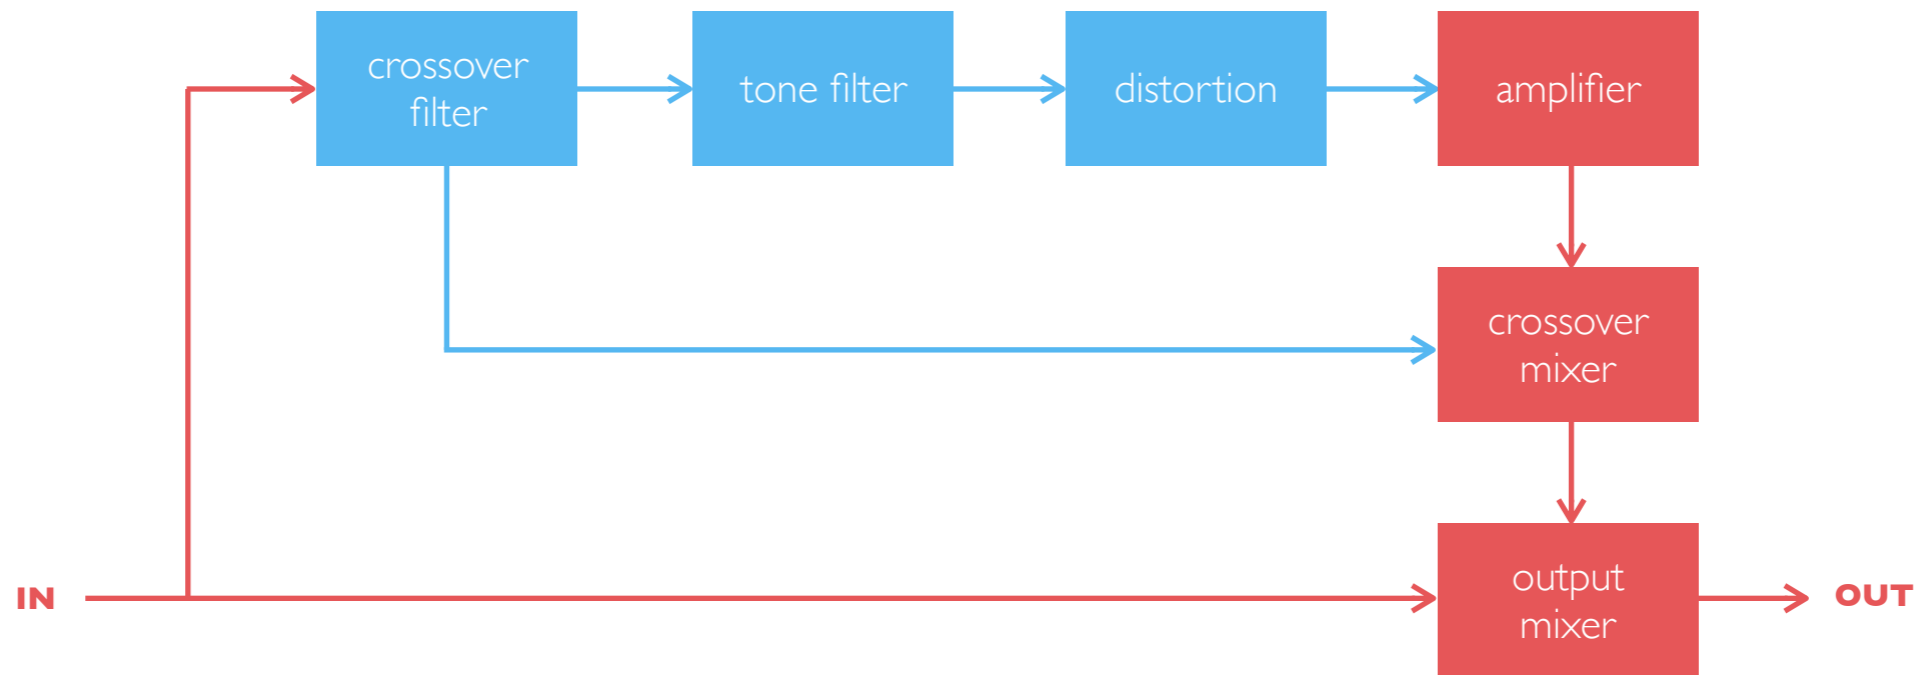 crossover
filter
tone filter
distortion
amplifier
crossover
mixer
IN
output
mixer
OUT